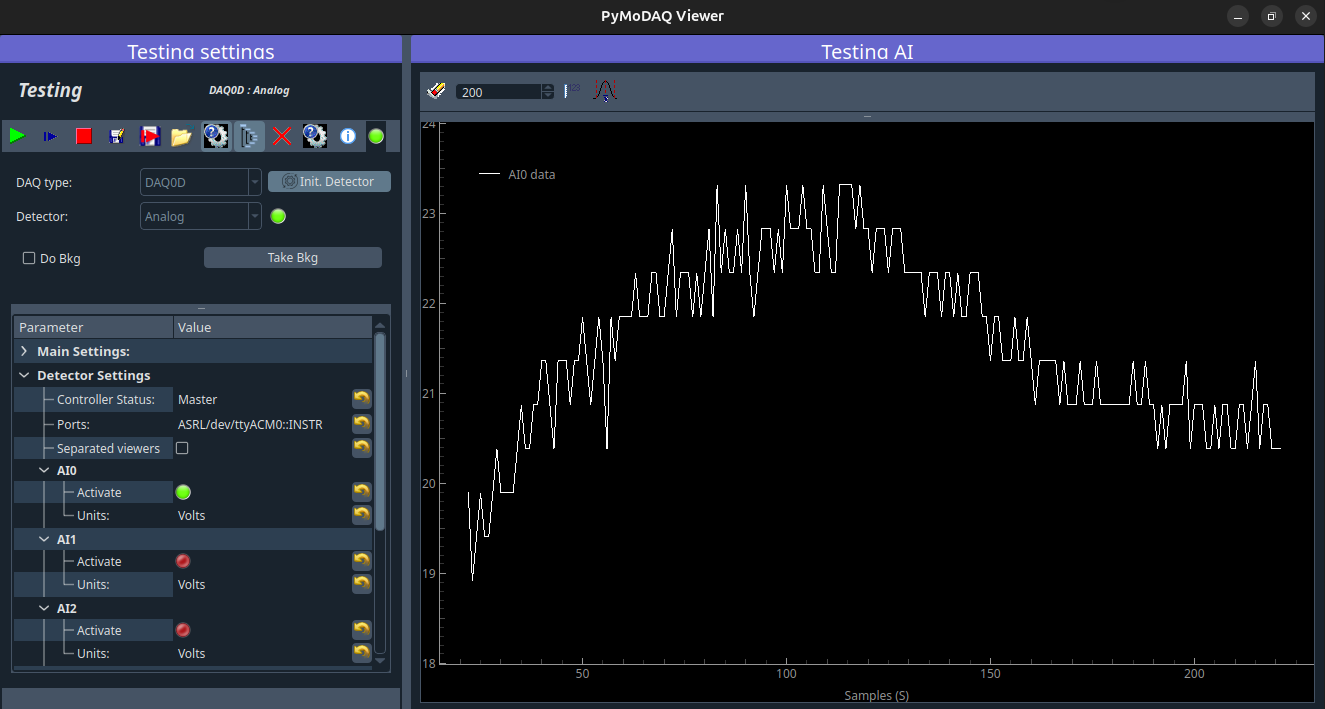 PyMoDAQ Viewer
Testing settings
Testing AI
Testing
DAQ0D : Analog
200
DAQ type:
DAQ0D
Init. Detector
Detector:
Analog
Do Bkg
Take Bkg
Parameter
Value
Main Settings:
Detector Settings
Controller Status:
Master
Ports:
ASRL/dev/ttyACM0::INSTR
Separated viewers
AI0
Activate
Units:
Volts
AI1
Activate
Units:
Volts
AI2
Activate
Units:
Volts
AI0 data
24
23
22
21
20
19
18
50
100
150
200
Samples (S)